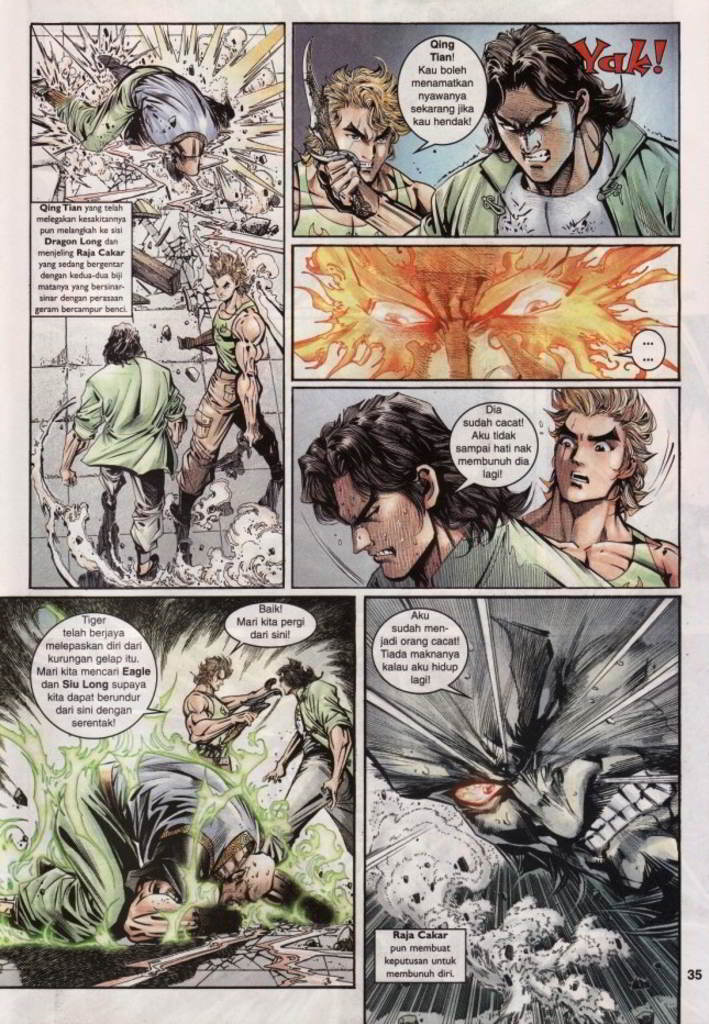 Qing Tian yang telah
melegakan kesakitannya
pun melangkah ke sisi
Dragon Long dan
menjeling Raja Cakar
yang sedang bergentar
dengan kedua-dua biji
matanya yang bersinar-
sinar dengan perasaan
geram bercampur benci.
Qing
Tian!
Kau boleh
menamatkan
nyawanya
sekarang jika
kau hendak!
Yak!
...
...
Dia
sudah cacat!
Aku tidak
sampai hati nak
membunuh dia
lagi!
Tiger
telah berjaya
melepaskan diri dari
kurungan gelap itu.
Mari kita mencari Eagle
dan Siu Long supaya
kita dapat berundur
dari sini dengan
serentak!
Baik!
Mari kita pergi
dari sini!
Aku
sudah men-
jadi orang cacat!
Tiada maknanya
kalau aku hidup
lagi!
Raja Cakar
pun membuat
keputusan untuk
membunuh diri.
35